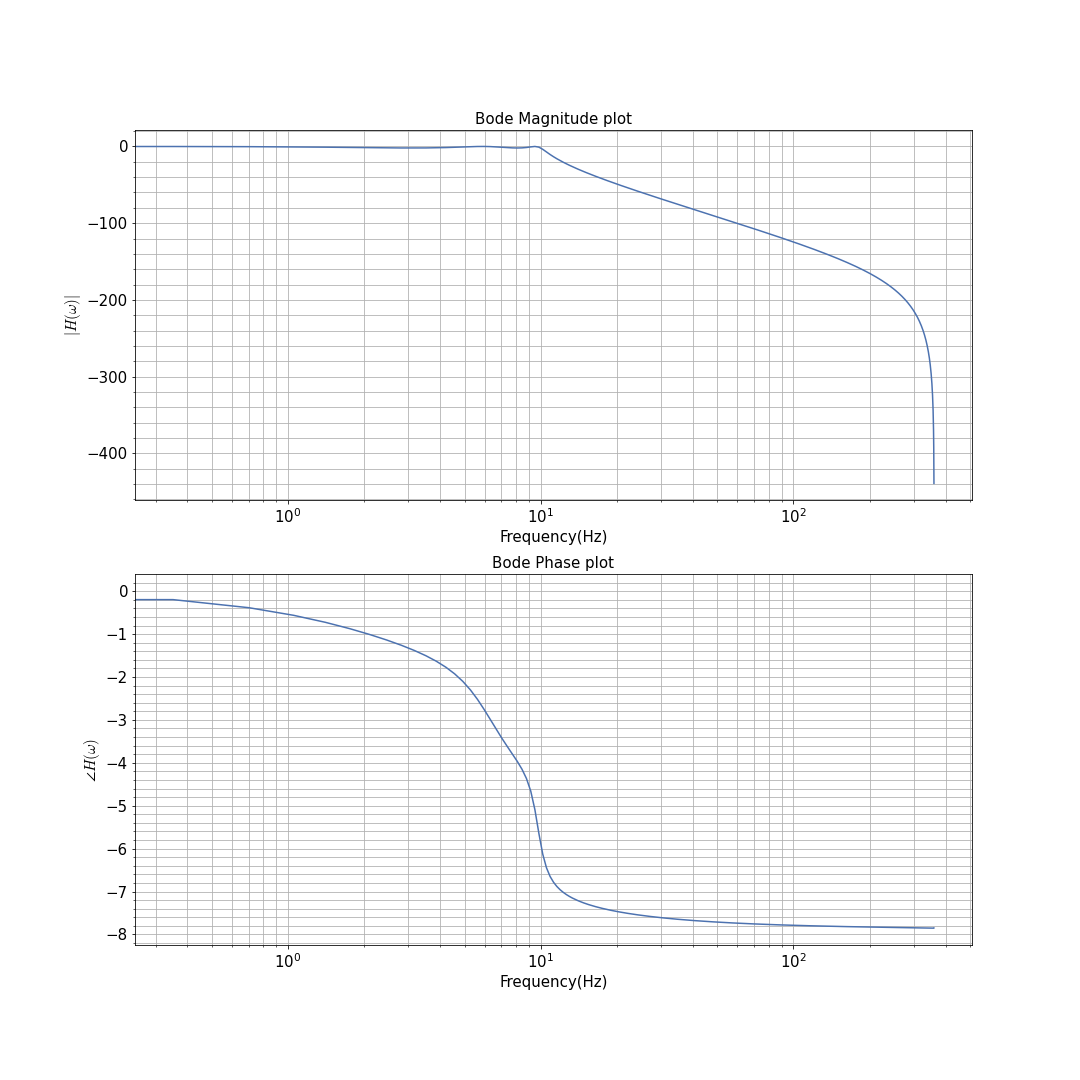 Bode Magnitude plot
0
−100
−200
−300
−400
|H(ω)|
10⁰ 10¹ 10²
Frequency(Hz)
Bode Phase plot
0
−1
−2
−3
−4
−5
−6
−7
−8
∠H(ω)
10⁰ 10¹ 10²
Frequency(Hz)